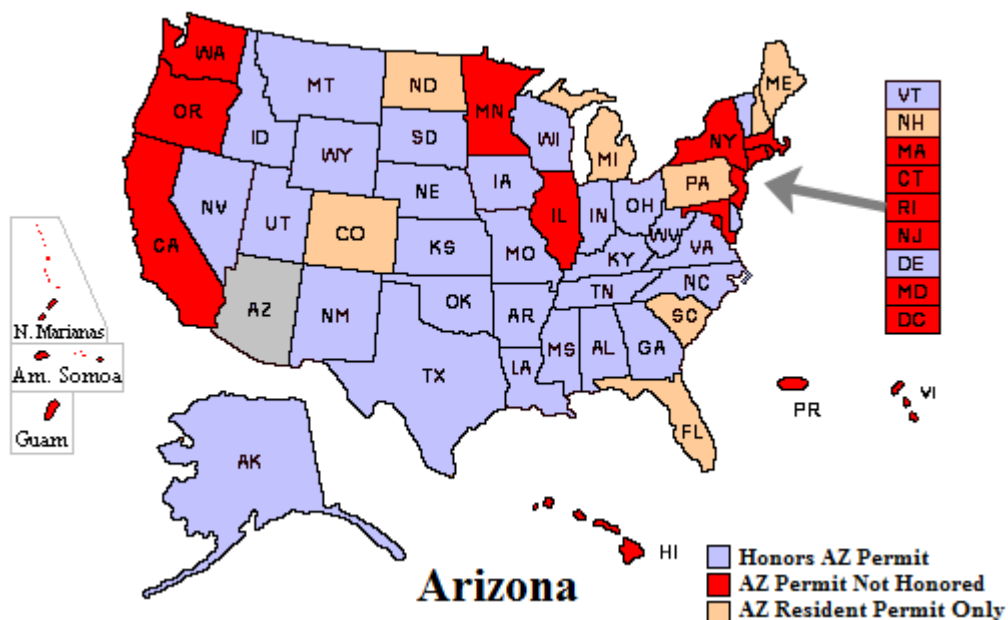 WA
MT
ND
MN
ME
VT
OR
ID
SD
WI
NY
NH
WY
MI
MA
NE
IA
PA
CT
NV
UT
CO
IL
IN
OH
RI
CA
KS
MO
WV
VA
NJ
KY
DE
AZ
NM
OK
AR
TN
NC
MD
SC
DC
N. Marianas
MS
AL
GA
TX
LA
Am. Somoa
PR
VI
Guam
FL
AK
HI
Honors AZ Permit
AZ Permit Not Honored
AZ Resident Permit Only
Arizona